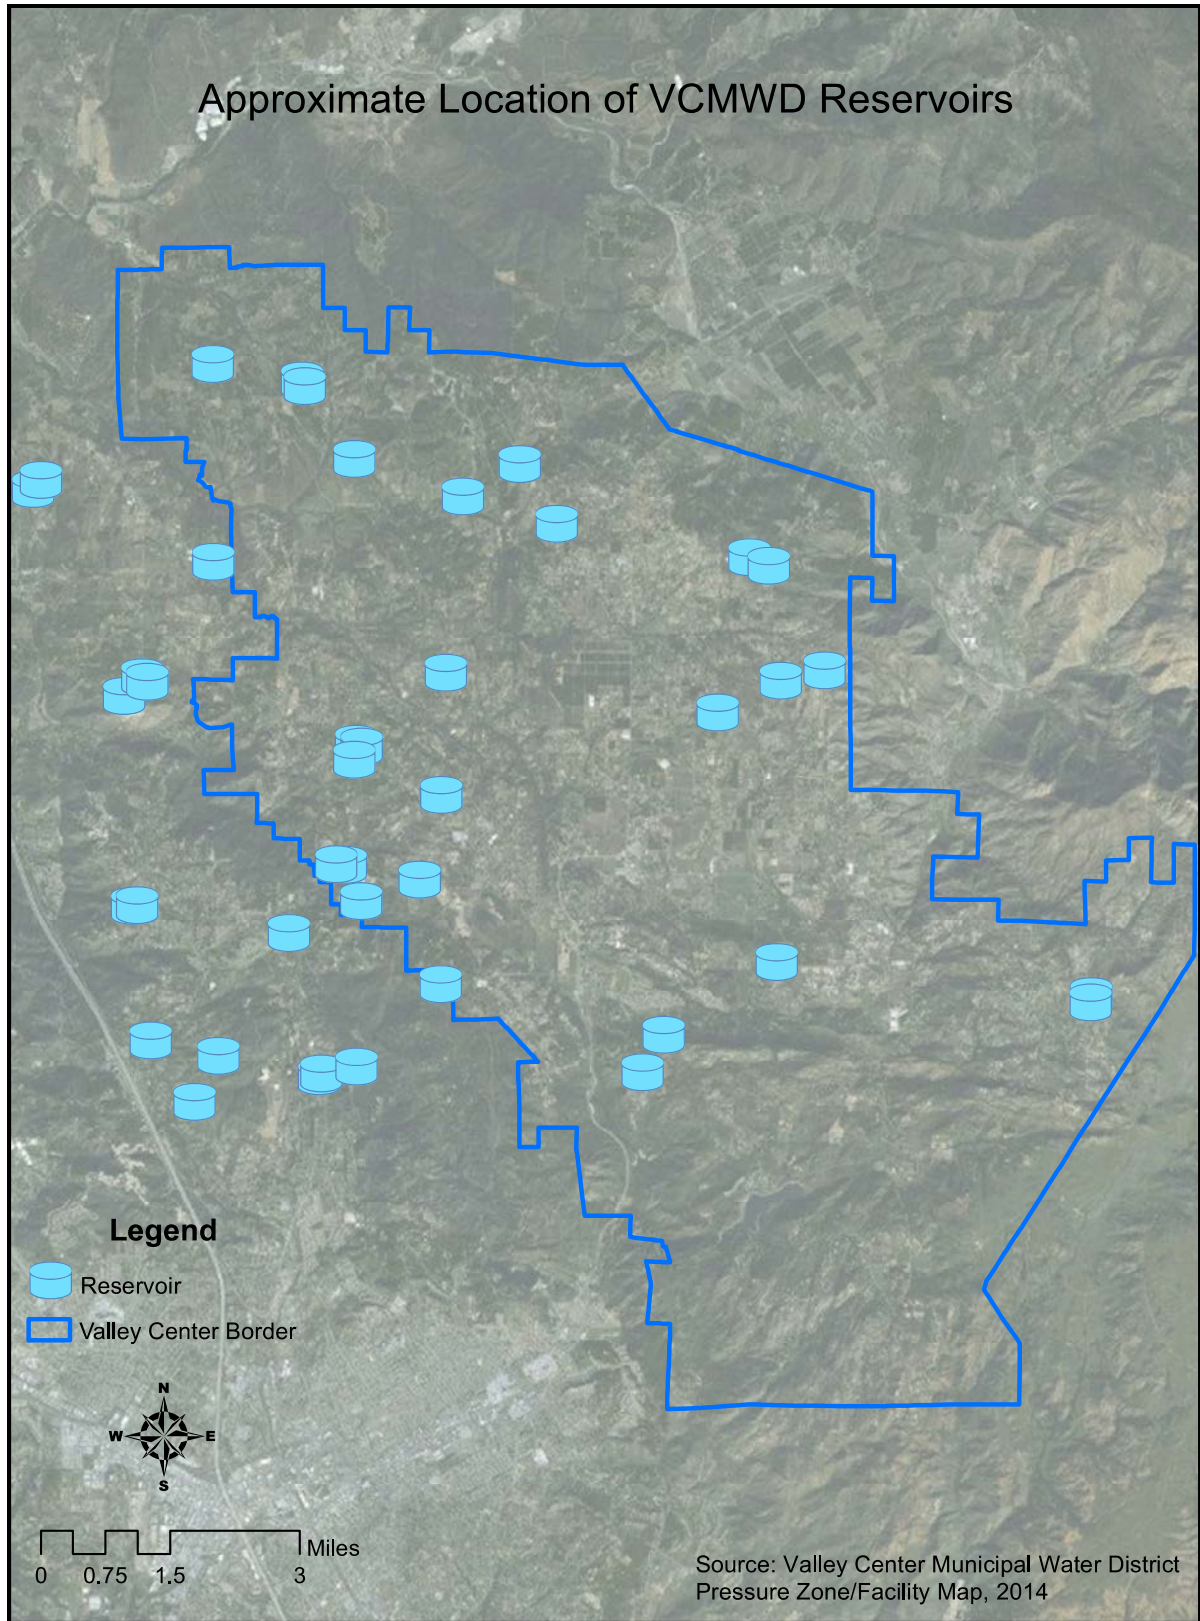 Approximate Location of VCMWD Reservoirs
Legend
Reservoir
Valley Center Border
N
W E
S
Miles
0 0.75 1.5 3
Source: Valley Center Municipal Water District
Pressure Zone/Facility Map, 2014